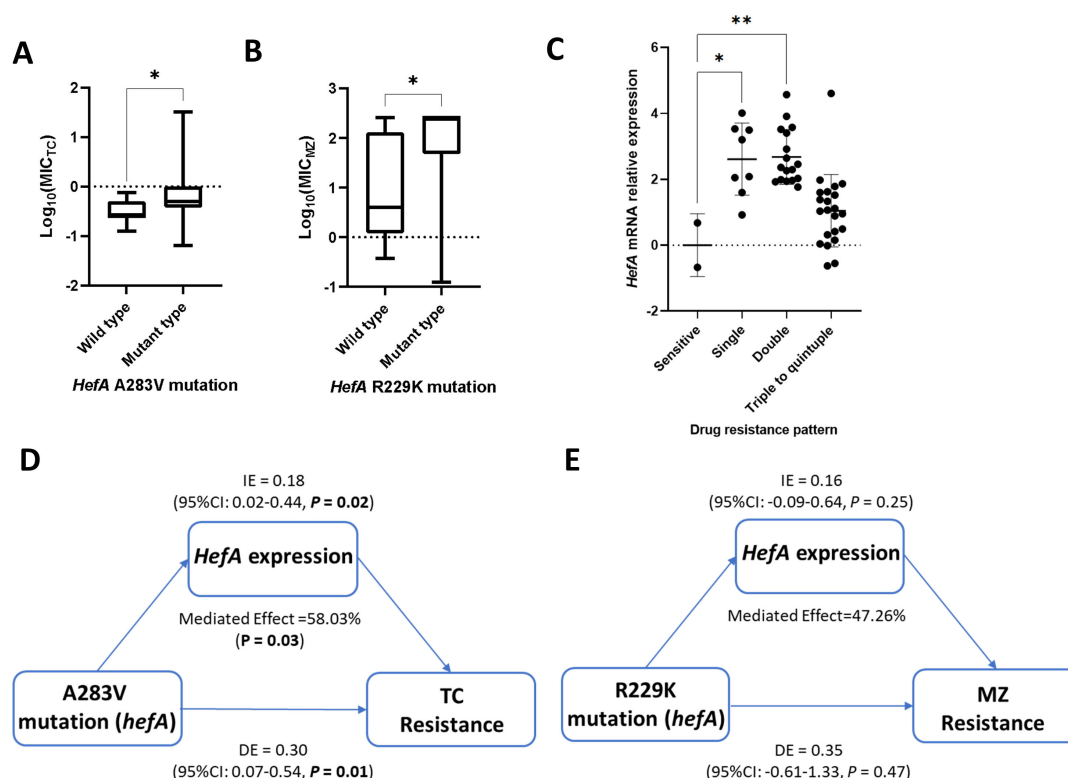 A
Log10(MICTC)
2
1
0
-1
-2
*
Wild type
Mutant type
HefA A283V mutation
B
Log10(MICMZ)
3
2
1
0
-1
*
Wild type
Mutant type
HefA R229K mutation
C
HefA mRNA relative expression
6
4
2
0
-2
**
*
Sensitive
Single
Double
Triple to quintuple
Drug resistance pattern
D
IE = 0.18
(95%CI: 0.02-0.44, P = 0.02)
HefA expression
Mediated Effect =58.03%
(P = 0.03)
A283V
mutation (hefA)
TC
Resistance
DE = 0.30
(95%CI: 0.07-0.54, P = 0.01)
E
IE = 0.16
(95%CI: -0.09-0.64, P = 0.25)
HefA expression
Mediated Effect=47.26%
R229K
mutation (hefA)
MZ
Resistance
DE = 0.35
(95%CI: -0.61-1.33, P = 0.47)